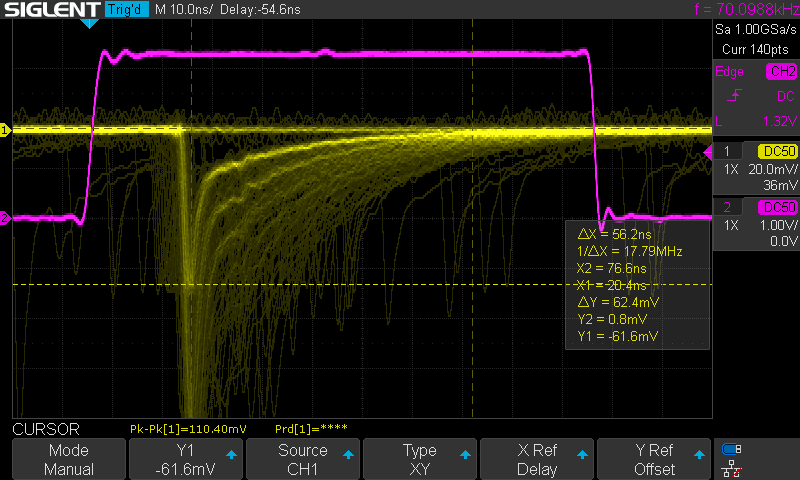 SIGLENT Trig'd M 10.0ns/ Delay:-54.6ns f = 70.0988kHz
Sa 1.00GSa/s
Curr 140pts
Edge CH2
DC
L 1.32V
1 DC50
1X 20.0mV/
36mV
2 DC50
1X 1.00V/
0.0V
1
2
ΔX = 56.2ns
1/ΔX = 17.79MHz
X2 = 76.6ns
X1 = 20.4ns
ΔY = 62.4mV
Y2 = 0.8mV
Y1 = -61.6mV
CURSOR Pk-Pk[1]=110.40mV Prd[1]=****
Mode
Manual
Y1
-61.6mV
Source
CH1
Type
XY
X Ref
Delay
Y Ref
Offset